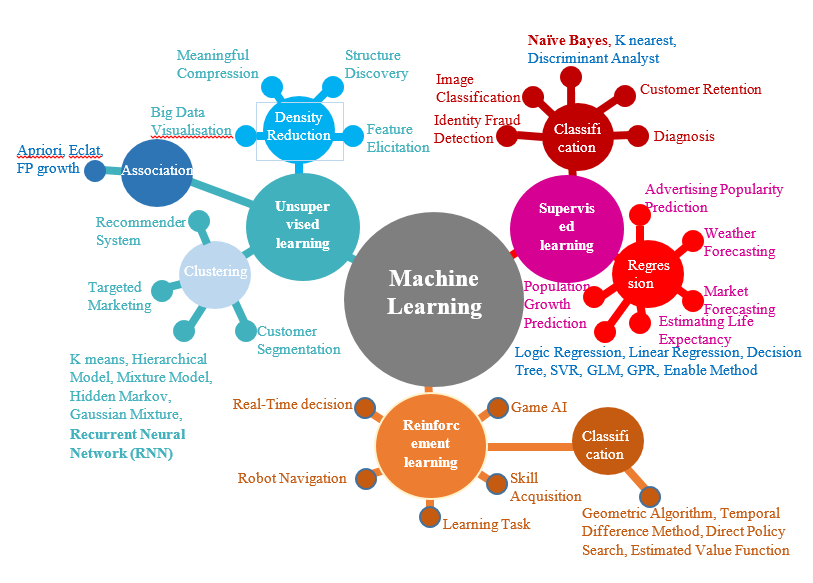 Meaningful
Compression
Structure
Discovery
Big Data
Visualisation
Density
Reduction
Feature
Elicitation
Apriori, Eclat,
FP growth
Association
Unsuper
vised
learning
Recommender
System
Clustering
Targeted
Marketing
Customer
Segmentation
K means, Hierarchical
Model, Mixture Model,
Hidden Markov,
Gaussian Mixture,
Recurrent Neural
Network (RNN)
Machine
Learning
Naïve Bayes, K nearest,
Discriminant Analyst
Image
Classification
Customer Retention
Identity Fraud
Detection
Classifi
cation
Diagnosis
Supervis
ed
learning
Advertising Popularity
Prediction
Weather
Forecasting
Regres
sion
Population
Growth
Prediction
Market
Forecasting
Estimating Life
Expectancy
Logic Regression, Linear Regression, Decision
Tree, SVR, GLM, GPR, Enable Method
Real-Time decision
Game AI
Reinforc
ement
learning
Classifi
cation
Robot Navigation
Skill
Acquisition
Learning Task
Geometric Algorithm, Temporal
Difference Method, Direct Policy
Search, Estimated Value Function